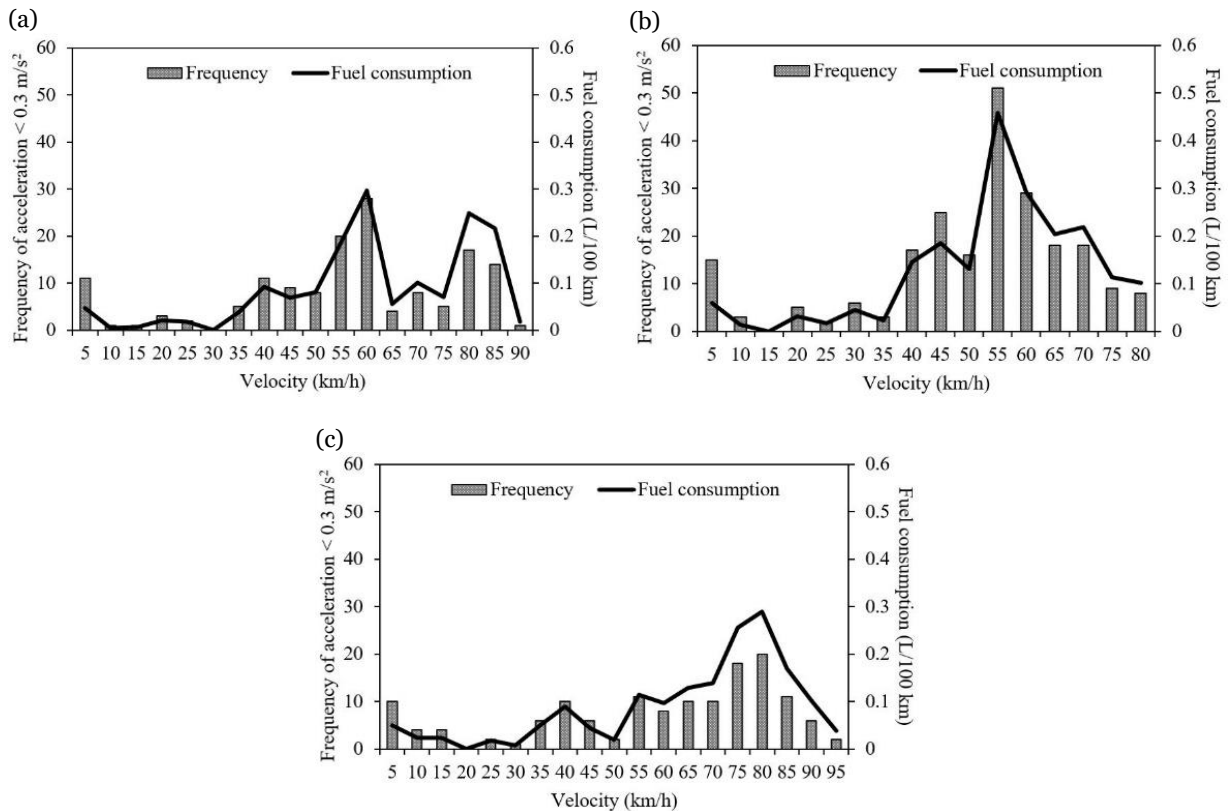 (a)
Frequency Fuel consumption
Frequency of acceleration < 0.3 m/s²
60
50
40
30
20
10
0
0.6
0.5
0.4
0.3
0.2
0.1
0
Fuel consumption (L/100 km)
5 10 15 20 25 30 35 40 45 50 55 60 65 70 75 80 85 90
Velocity (km/h)
(b)
Frequency Fuel consumption
Frequency of acceleration < 0.3 m/s²
60
50
40
30
20
10
0
0.6
0.5
0.4
0.3
0.2
0.1
0
Fuel consumption (L/100 km)
5 10 15 20 25 30 35 40 45 50 55 60 65 70 75 80
Velocity (km/h)
(c)
Frequency Fuel consumption
Frequency of acceleration < 0.3 m/s²
60
50
40
30
20
10
0
0.6
0.5
0.4
0.3
0.2
0.1
0
Fuel consumption (L/100 km)
5 10 15 20 25 30 35 40 45 50 55 60 65 70 75 80 85 90 95
Velocity (km/h)